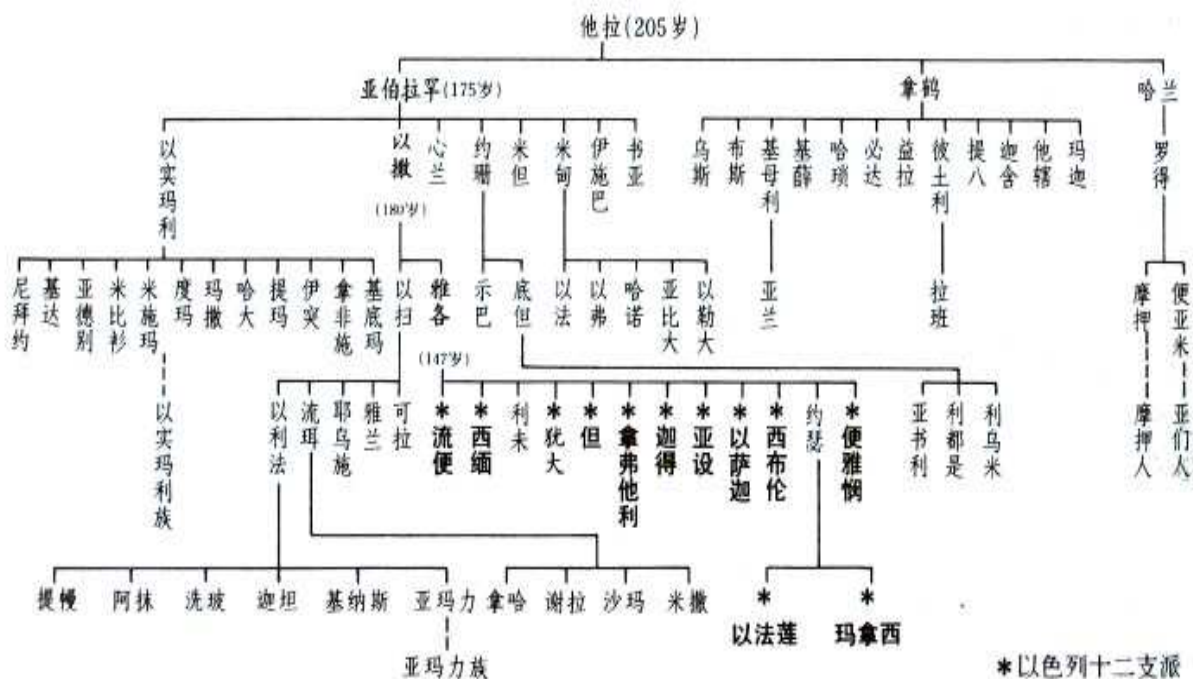 他拉(205岁)
亚伯拉罕(175岁)
拿鹤
哈兰
以实玛利
以撒
心兰
约珊
米但
米甸
伊施巴
书亚
乌斯
布斯
基母利
基薛
哈琐
必达
益拉
彼土利
提八
迦含
他辖
玛迦
罗得
(180岁)
尼拜约
基达
亚德别
米比衫
米施玛
度玛
玛撒
哈大
提玛
伊突
拿非施
基底玛
以扫
雅各
示巴
底但
以法
以弗
哈诺
亚比大
以勒大
亚兰
拉班
摩押
便亚米
(147岁)
以实玛利族
以利法
流珥
耶乌施
雅兰
可拉
*流便
*西缅
利未
*犹大
*但
*拿弗他利
*迦得
*亚设
*以萨迦
*西布伦
约瑟
*便雅悯
亚书利
利都是
利乌米
摩押人
亚们人
提幔
阿抹
洗玻
迦坦
基纳斯
亚玛力
拿哈
谢拉
沙玛
米撒
*以法莲
*玛拿西
亚玛力族
*以色列十二支派